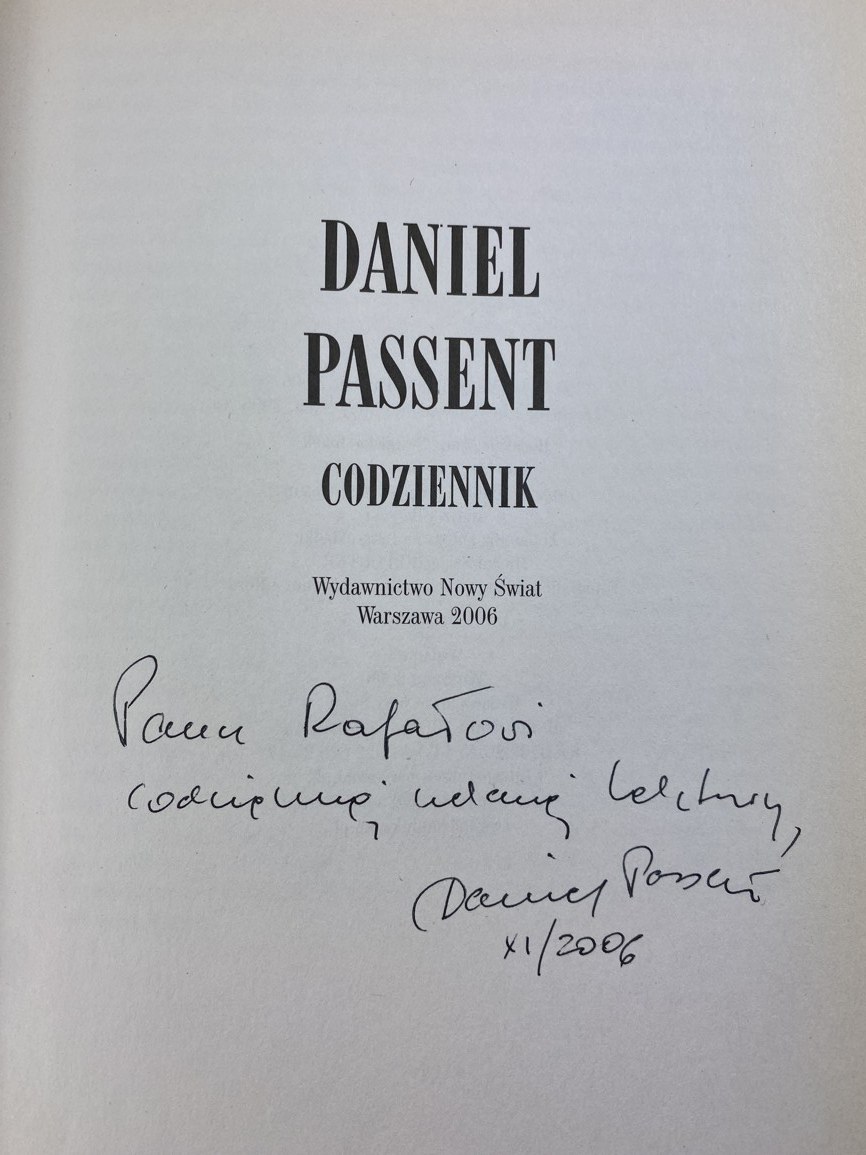 DANIEL
PASSENT
CODZIENNIK
Wydawnictwo Nowy Świat
Warszawa 2006
Panu Rafałowi
codziennej udanej lektury,
Daniel Passent
XI/2006